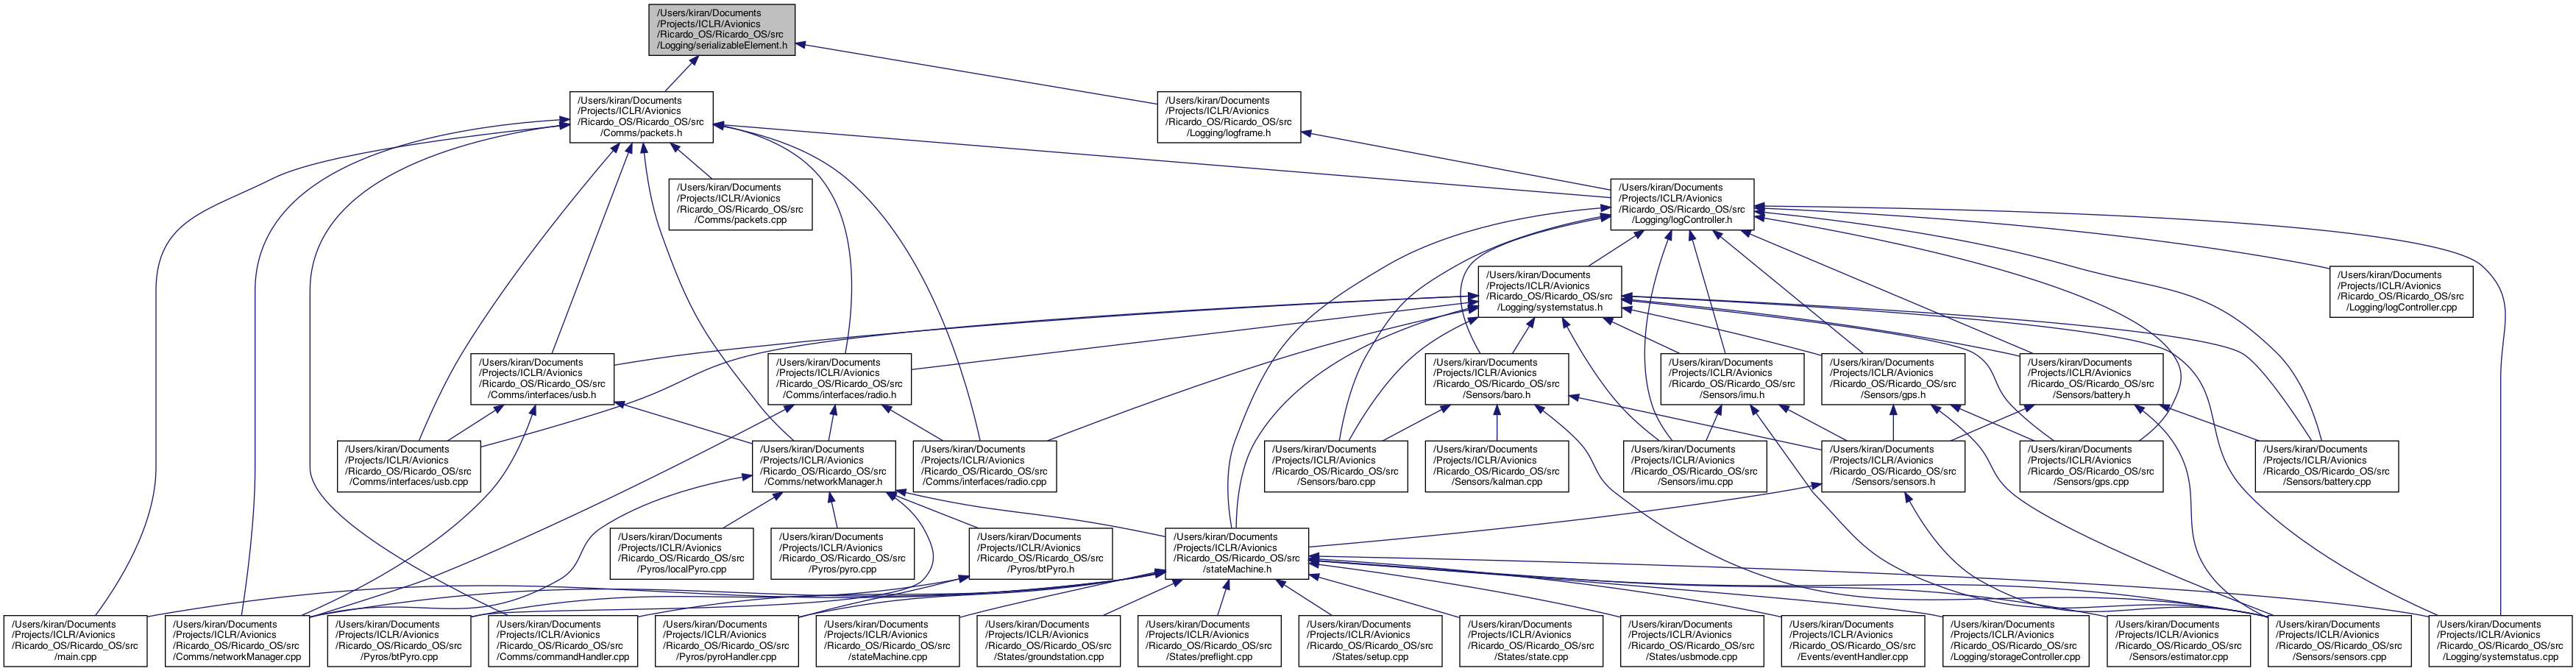 /Users/kiran/Documents
/Projects/ICLR/Avionics
/Ricardo_OS/Ricardo_OS/src
/Logging/serializableElement.h
/Users/kiran/Documents
/Projects/ICLR/Avionics
/Ricardo_OS/Ricardo_OS/src
/Comms/packets.h
/Users/kiran/Documents
/Projects/ICLR/Avionics
/Ricardo_OS/Ricardo_OS/src
/Logging/logframe.h
/Users/kiran/Documents
/Projects/ICLR/Avionics
/Ricardo_OS/Ricardo_OS/src
/Comms/packets.cpp
/Users/kiran/Documents
/Projects/ICLR/Avionics
/Ricardo_OS/Ricardo_OS/src
/Logging/logController.h
/Users/kiran/Documents
/Projects/ICLR/Avionics
/Ricardo_OS/Ricardo_OS/src
/Logging/systemstatus.h
/Users/kiran/Documents
/Projects/ICLR/Avionics
/Ricardo_OS/Ricardo_OS/src
/Logging/logController.cpp
/Users/kiran/Documents
/Projects/ICLR/Avionics
/Ricardo_OS/Ricardo_OS/src
/Comms/interfaces/usb.h
/Users/kiran/Documents
/Projects/ICLR/Avionics
/Ricardo_OS/Ricardo_OS/src
/Comms/interfaces/radio.h
/Users/kiran/Documents
/Projects/ICLR/Avionics
/Ricardo_OS/Ricardo_OS/src
/Sensors/baro.h
/Users/kiran/Documents
/Projects/ICLR/Avionics
/Ricardo_OS/Ricardo_OS/src
/Sensors/imu.h
/Users/kiran/Documents
/Projects/ICLR/Avionics
/Ricardo_OS/Ricardo_OS/src
/Sensors/gps.h
/Users/kiran/Documents
/Projects/ICLR/Avionics
/Ricardo_OS/Ricardo_OS/src
/Sensors/battery.h
/Users/kiran/Documents
/Projects/ICLR/Avionics
/Ricardo_OS/Ricardo_OS/src
/Comms/interfaces/usb.cpp
/Users/kiran/Documents
/Projects/ICLR/Avionics
/Ricardo_OS/Ricardo_OS/src
/Comms/networkManager.h
/Users/kiran/Documents
/Projects/ICLR/Avionics
/Ricardo_OS/Ricardo_OS/src
/Comms/interfaces/radio.cpp
/Users/kiran/Documents
/Projects/ICLR/Avionics
/Ricardo_OS/Ricardo_OS/src
/Sensors/baro.cpp
/Users/kiran/Documents
/Projects/ICLR/Avionics
/Ricardo_OS/Ricardo_OS/src
/Sensors/kalman.cpp
/Users/kiran/Documents
/Projects/ICLR/Avionics
/Ricardo_OS/Ricardo_OS/src
/Sensors/imu.cpp
/Users/kiran/Documents
/Projects/ICLR/Avionics
/Ricardo_OS/Ricardo_OS/src
/Sensors/sensors.h
/Users/kiran/Documents
/Projects/ICLR/Avionics
/Ricardo_OS/Ricardo_OS/src
/Sensors/gps.cpp
/Users/kiran/Documents
/Projects/ICLR/Avionics
/Ricardo_OS/Ricardo_OS/src
/Sensors/battery.cpp
/Users/kiran/Documents
/Projects/ICLR/Avionics
/Ricardo_OS/Ricardo_OS/src
/Pyros/localPyro.cpp
/Users/kiran/Documents
/Projects/ICLR/Avionics
/Ricardo_OS/Ricardo_OS/src
/Pyros/pyro.cpp
/Users/kiran/Documents
/Projects/ICLR/Avionics
/Ricardo_OS/Ricardo_OS/src
/Pyros/btPyro.h
/Users/kiran/Documents
/Projects/ICLR/Avionics
/Ricardo_OS/Ricardo_OS/src
/stateMachine.h
/Users/kiran/Documents
/Projects/ICLR/Avionics
/Ricardo_OS/Ricardo_OS/src
/main.cpp
/Users/kiran/Documents
/Projects/ICLR/Avionics
/Ricardo_OS/Ricardo_OS/src
/Comms/networkManager.cpp
/Users/kiran/Documents
/Projects/ICLR/Avionics
/Ricardo_OS/Ricardo_OS/src
/Pyros/btPyro.cpp
/Users/kiran/Documents
/Projects/ICLR/Avionics
/Ricardo_OS/Ricardo_OS/src
/Comms/commandHandler.cpp
/Users/kiran/Documents
/Projects/ICLR/Avionics
/Ricardo_OS/Ricardo_OS/src
/Pyros/pyroHandler.cpp
/Users/kiran/Documents
/Projects/ICLR/Avionics
/Ricardo_OS/Ricardo_OS/src
/stateMachine.cpp
/Users/kiran/Documents
/Projects/ICLR/Avionics
/Ricardo_OS/Ricardo_OS/src
/States/groundstation.cpp
/Users/kiran/Documents
/Projects/ICLR/Avionics
/Ricardo_OS/Ricardo_OS/src
/States/preflight.cpp
/Users/kiran/Documents
/Projects/ICLR/Avionics
/Ricardo_OS/Ricardo_OS/src
/States/setup.cpp
/Users/kiran/Documents
/Projects/ICLR/Avionics
/Ricardo_OS/Ricardo_OS/src
/States/state.cpp
/Users/kiran/Documents
/Projects/ICLR/Avionics
/Ricardo_OS/Ricardo_OS/src
/States/usbmode.cpp
/Users/kiran/Documents
/Projects/ICLR/Avionics
/Ricardo_OS/Ricardo_OS/src
/Events/eventHandler.cpp
/Users/kiran/Documents
/Projects/ICLR/Avionics
/Ricardo_OS/Ricardo_OS/src
/Logging/storageController.cpp
/Users/kiran/Documents
/Projects/ICLR/Avionics
/Ricardo_OS/Ricardo_OS/src
/Sensors/estimator.cpp
/Users/kiran/Documents
/Projects/ICLR/Avionics
/Ricardo_OS/Ricardo_OS/src
/Sensors/sensors.cpp
/Users/kiran/Documents
/Projects/ICLR/Avionics
/Ricardo_OS/Ricardo_OS/src
/Logging/systemstatus.cpp